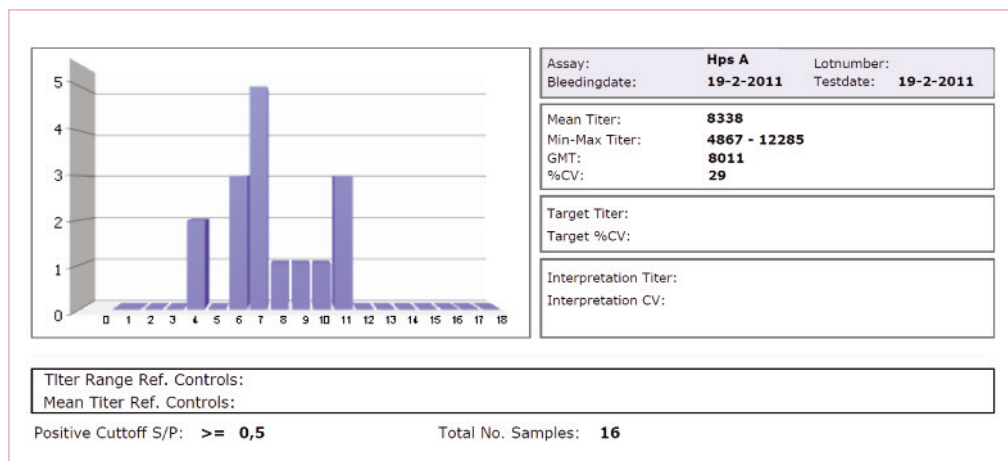 5
4
3
2
1
0
0 1 2 3 4 5 6 7 8 9 10 11 12 13 14 15 16 17 18
Assay: Hps A Lotnumber:
Bleedingdate: 19-2-2011 Testdate: 19-2-2011
Mean Titer: 8338
Min-Max Titer: 4867 - 12285
GMT: 8011
%CV: 29
Target Titer:
Target %CV:
Interpretation Titer:
Interpretation CV:
Titer Range Ref. Controls:
Mean Titer Ref. Controls:
Positive Cuttoff S/P: >= 0,5 Total No. Samples: 16